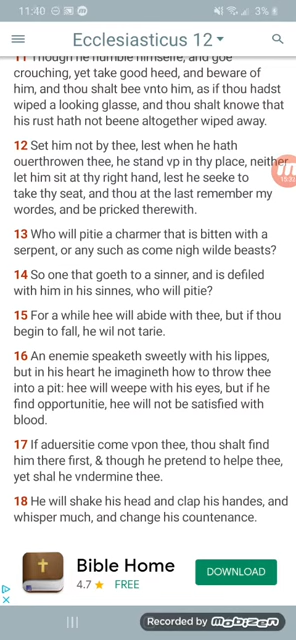 11:40 3%
Ecclesiasticus 12
11 Though he humble himselfe, and goe
crouching, yet take good heed, and beware of
him, and thou shalt bee vnto him, as if thou hadst
wiped a looking glasse, and thou shalt knowe that
his rust hath not beene altogether wiped away.
12 Set him not by thee, lest when he hath
ouerthrowen thee, he stand vp in thy place, neither
let him sit at thy right hand, lest he seeke to
take thy seat, and thou at the last remember my
wordes, and be pricked therewith.
13 Who will pitie a charmer that is bitten with a
serpent, or any such as come nigh wilde beasts?
14 So one that goeth to a sinner, and is defiled
with him in his sinnes, who will pitie?
15 For a while hee will abide with thee, but if thou
begin to fall, he wil not tarie.
16 An enemie speaketh sweetly with his lippes,
but in his heart he imagineth how to throw thee
into a pit: hee will weepe with his eyes, but if he
find opportunitie, hee will not be satisfied with
blood.
17 If aduersitie come vpon thee, thou shalt find
him there first, & though he pretend to helpe thee,
yet shal he vndermine thee.
18 He will shake his head and clap his handes, and
whisper much, and change his countenance.
Bible Home
4.7 ★ FREE
DOWNLOAD
Recorded by mobizen